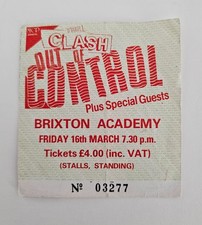 CLASH
OUT OF
CONTROL
Plus Special Guests
BRIXTON ACADEMY
FRIDAY 16th MARCH 7.30 p.m.
Tickets £4.00 (inc. VAT)
(STALLS, STANDING)
Nº 03277